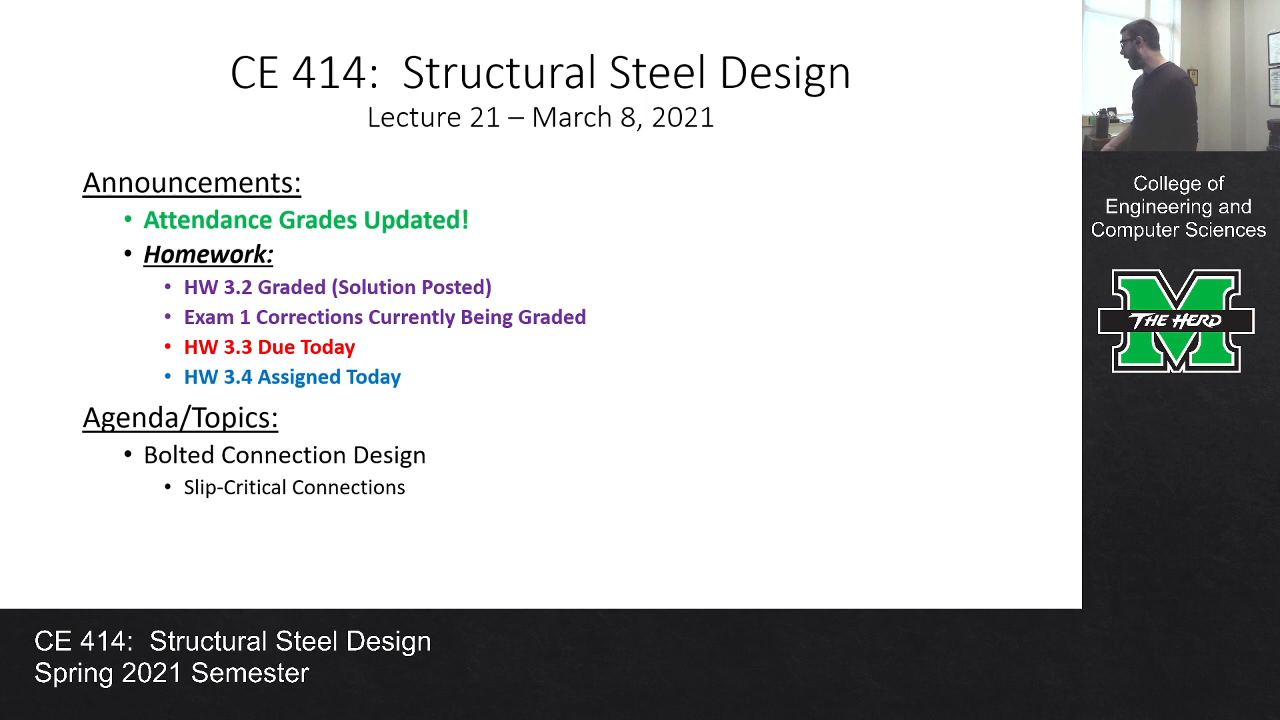 CE 414:  Structural Steel Design
Lecture 21 – March 8, 2021
Announcements:
• Attendance Grades Updated!
• Homework:
• HW 3.2 Graded (Solution Posted)
• Exam 1 Corrections Currently Being Graded
• HW 3.3 Due Today
• HW 3.4 Assigned Today
Agenda/Topics:
• Bolted Connection Design
• Slip-Critical Connections
College of
Engineering and
Computer Sciences
M
THE HERD
CE 414:  Structural Steel Design
Spring 2021 Semester